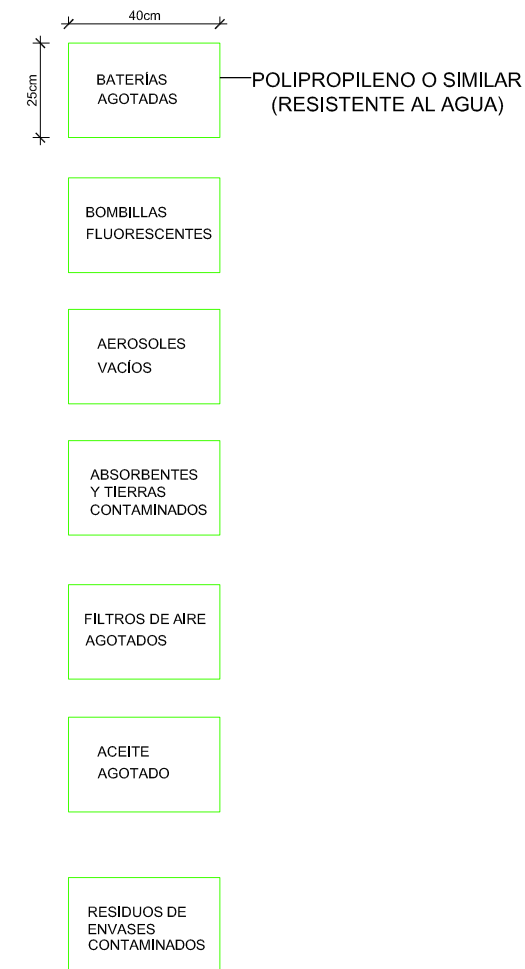 40cm
25cm
BATERÍAS
AGOTADAS
POLIPROPILENO O SIMILAR
(RESISTENTE AL AGUA)
BOMBILLAS
FLUORESCENTES
AEROSOLES
VACÍOS
ABSORBENTES
Y TIERRAS
CONTAMINADOS
FILTROS DE AIRE
AGOTADOS
ACEITE
AGOTADO
RESIDUOS DE
ENVASES
CONTAMINADOS